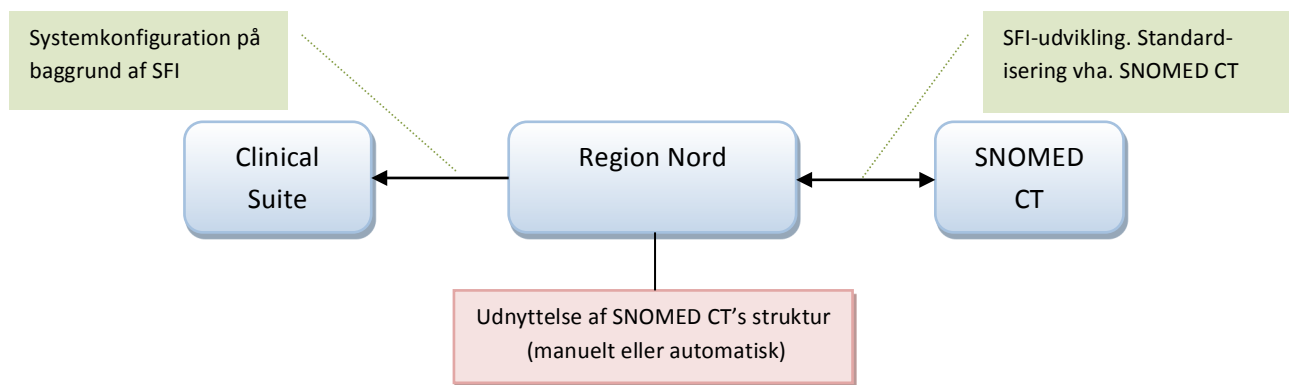 Systemkonfiguration på
baggrund af SFI
SFI-udvikling. Standard-
isering vha. SNOMED CT
Clinical
Suite
Region Nord
SNOMED
CT
Udnyttelse af SNOMED CT’s struktur
(manuelt eller automatisk)